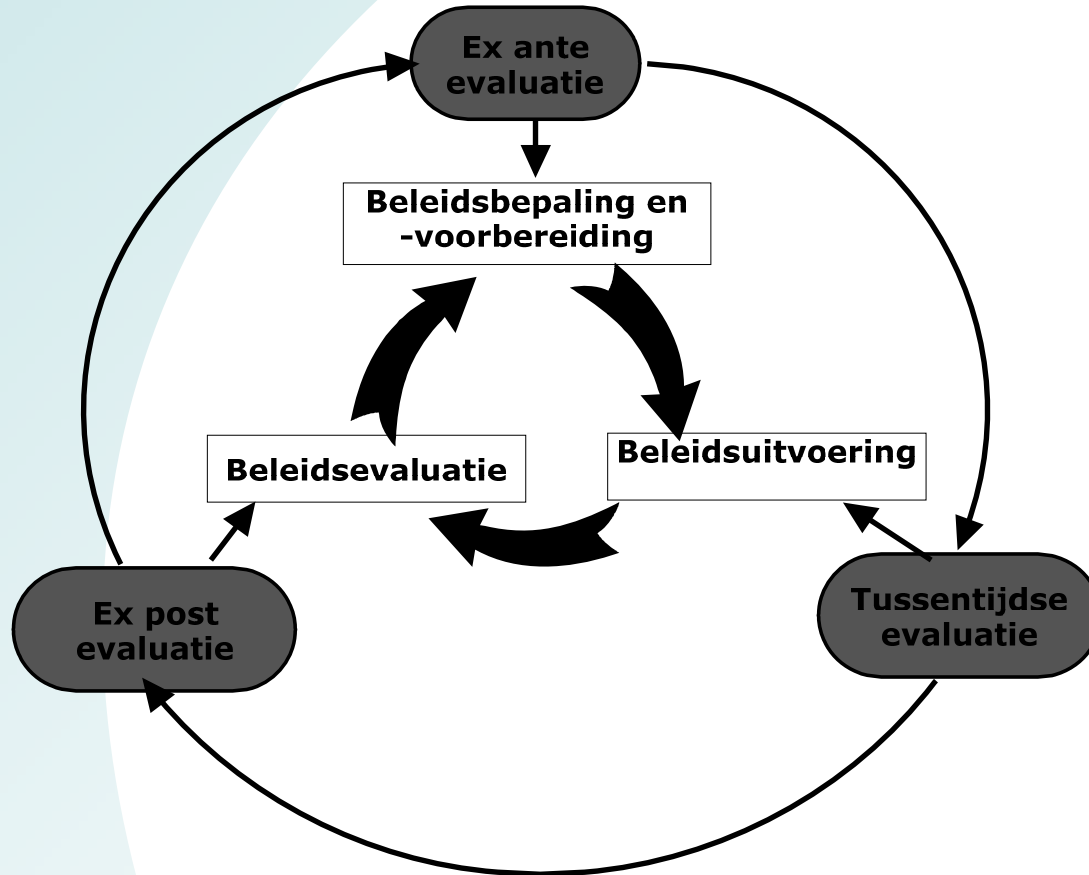 Ex ante
evaluatie
Beleidsbepaling en
-voorbereiding
Beleidsevaluatie
Beleidsuitvoering
Ex post
evaluatie
Tussentijdse
evaluatie